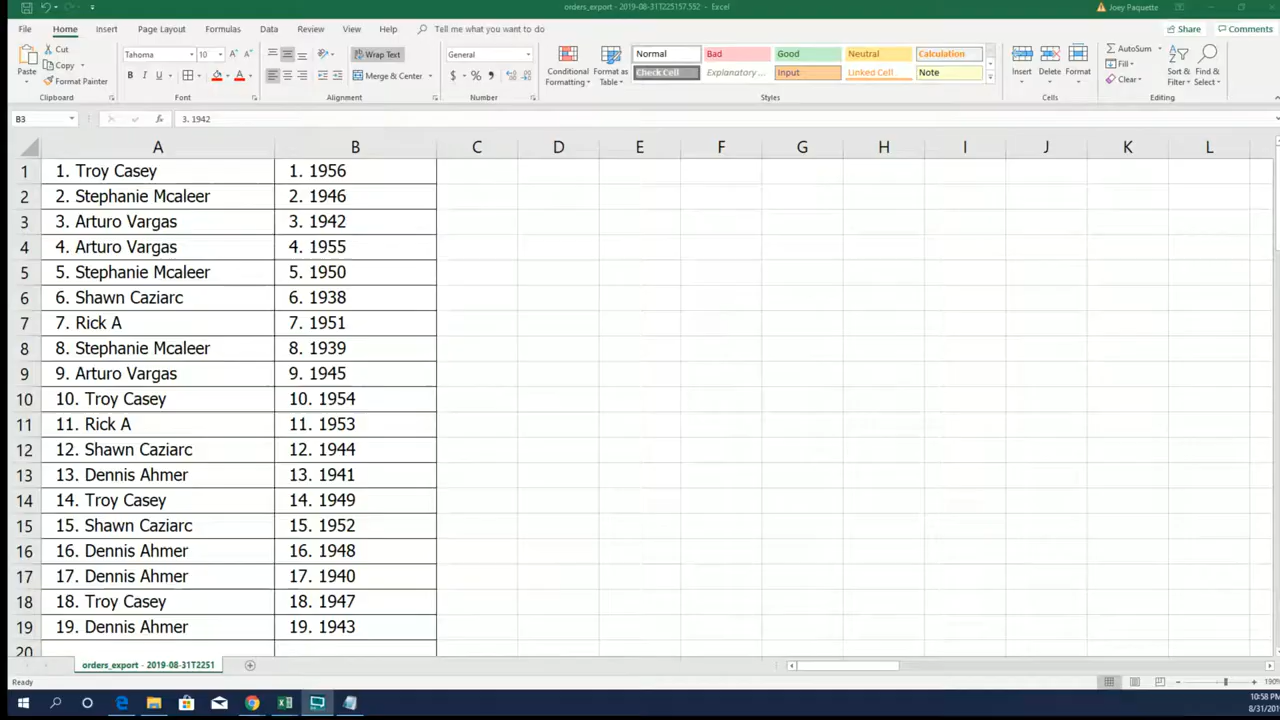 orders_export - 2019-08-31T225157.552 - Excel
Joey Paquette
File Home Insert Page Layout Formulas Data Review View Help Tell me what you want to do Share Comments
Paste Cut Copy Format Painter Clipboard
Tahoma 10 B I U A A Font
Wrap Text Merge & Center Alignment
General $ % , Number
Conditional Formatting Format as Table Normal Bad Good Neutral Calculation
Check Cell Explanary... Input Linked Cell Note Styles
Insert Delete Format Cells
AutoSum Fill Clear Sort & Filter Find & Select Editing
B3 fx 3. 1942
A B C D E F G H I J K L
1 1. Troy Casey 1. 1956
2 2. Stephanie Mcaleer 2. 1946
3 3. Arturo Vargas 3. 1942
4 4. Arturo Vargas 4. 1955
5 5. Stephanie Mcaleer 5. 1950
6 6. Shawn Caziarc 6. 1938
7 7. Rick A 7. 1951
8 8. Stephanie Mcaleer 8. 1939
9 9. Arturo Vargas 9. 1945
10 10. Troy Casey 10. 1954
11 11. Rick A 11. 1953
12 12. Shawn Caziarc 12. 1944
13 13. Dennis Ahmer 13. 1941
14 14. Troy Casey 14. 1949
15 15. Shawn Caziarc 15. 1952
16 16. Dennis Ahmer 16. 1948
17 17. Dennis Ahmer 17. 1940
18 18. Troy Casey 18. 1947
19 19. Dennis Ahmer 19. 1943
20
orders_export - 2019-08-31T2251
Ready
10:58 PM